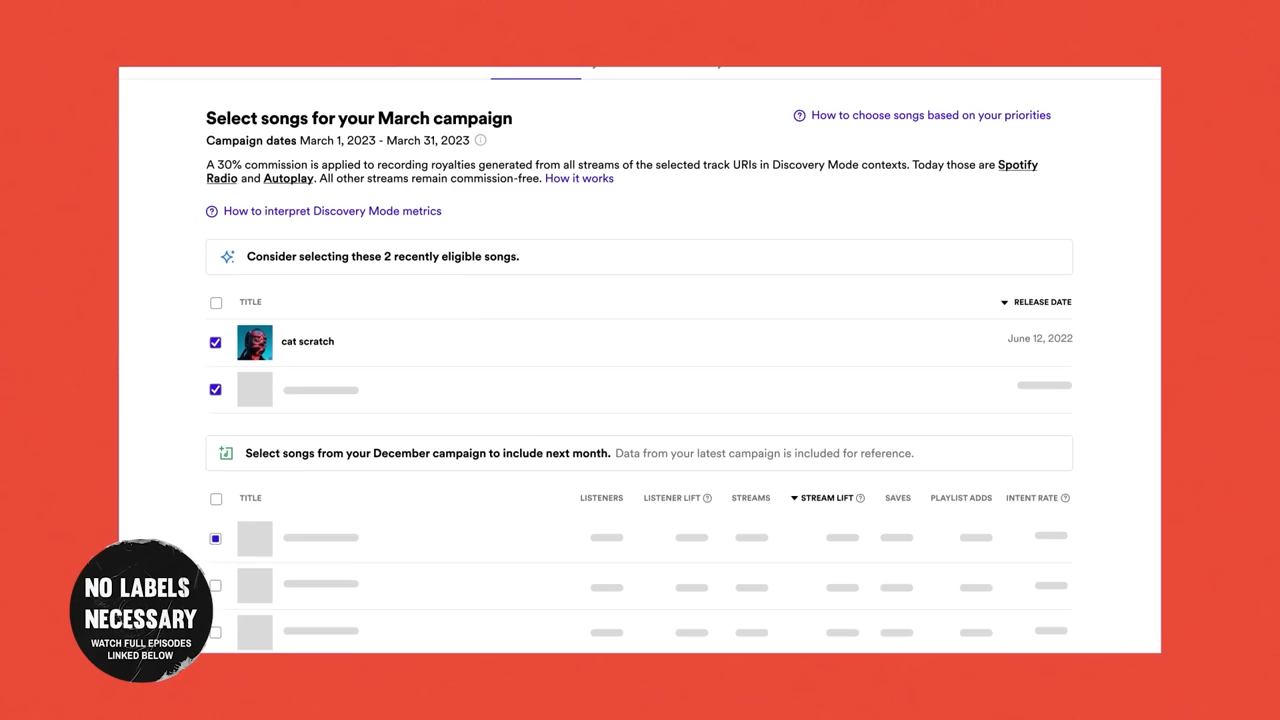 Select songs for your March campaign
How to choose songs based on your priorities
Campaign dates March 1, 2023 - March 31, 2023
A 30% commission is applied to recording royalties generated from all streams of the selected track URIs in Discovery Mode contexts. Today those are Spotify
Radio and Autoplay. All other streams remain commission-free. How it works
How to interpret Discovery Mode metrics
Consider selecting these 2 recently eligible songs.
TITLE RELEASE DATE
cat scratch June 12, 2022
Select songs from your December campaign to include next month. Data from your latest campaign is included for reference.
TITLE LISTENERS LISTENER LIFT STREAMS STREAM LIFT SAVES PLAYLIST ADDS INTENT RATE
NO LABELS
NECESSARY
WATCH FULL EPISODES
LINKED BELOW